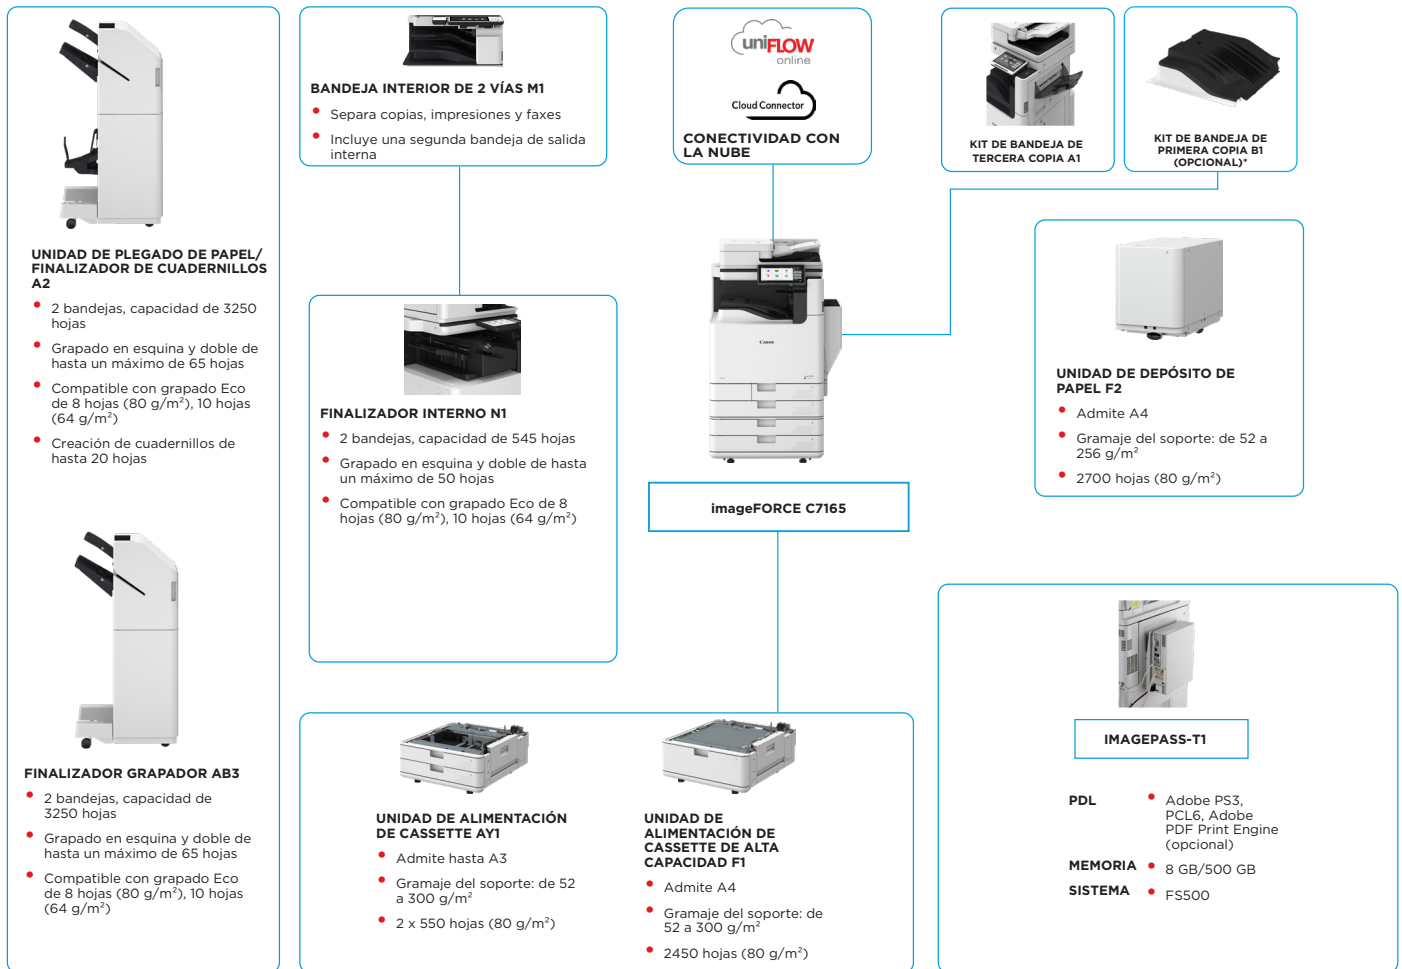 UNIDAD DE PLEGADO DE PAPEL/
FINALIZADOR DE CUADERNILLOS
A2
• 2 bandejas, capacidad de 3250
hojas
• Grapado en esquina y doble de
hasta un máximo de 65 hojas
• Compatible con grapado Eco
de 8 hojas (80 g/m²), 10 hojas
(64 g/m²)
• Creación de cuadernillos de
hasta 20 hojas
FINALIZADOR GRAPADOR AB3
• 2 bandejas, capacidad de
3250 hojas
• Grapado en esquina y doble de
hasta un máximo de 65 hojas
• Compatible con grapado Eco
de 8 hojas (80 g/m²), 10 hojas
(64 g/m²)
BANDEJA INTERIOR DE 2 VÍAS M1
• Separa copias, impresiones y faxes
• Incluye una segunda bandeja de salida
interna
FINALIZADOR INTERNO N1
• 2 bandejas, capacidad de 545 hojas
• Grapado en esquina y doble de hasta
un máximo de 50 hojas
• Compatible con grapado Eco de 8
hojas (80 g/m²), 10 hojas (64 g/m²)
uniFLOW
online
Cloud Connector
CONECTIVIDAD CON
LA NUBE
Canon
imageFORCE C7165
KIT DE BANDEJA DE
TERCERA COPIA A1
KIT DE BANDEJA DE
PRIMERA COPIA B1
(OPCIONAL)*
UNIDAD DE DEPÓSITO DE
PAPEL F2
• Admite A4
• Gramaje del soporte: de 52 a
256 g/m²
• 2700 hojas (80 g/m²)
UNIDAD DE ALIMENTACIÓN
DE CASSETTE AY1
• Admite hasta A3
• Gramaje del soporte: de 52
a 300 g/m²
• 2 x 550 hojas (80 g/m²)
UNIDAD DE
ALIMENTACIÓN DE
CASSETTE DE ALTA
CAPACIDAD F1
• Admite A4
• Gramaje del soporte: de
52 a 300 g/m²
• 2450 hojas (80 g/m²)
IMAGEPASS-T1
PDL • Adobe PS3,
PCL6, Adobe
PDF Print Engine
(opcional)
MEMORIA • 8 GB/500 GB
SISTEMA • FS500